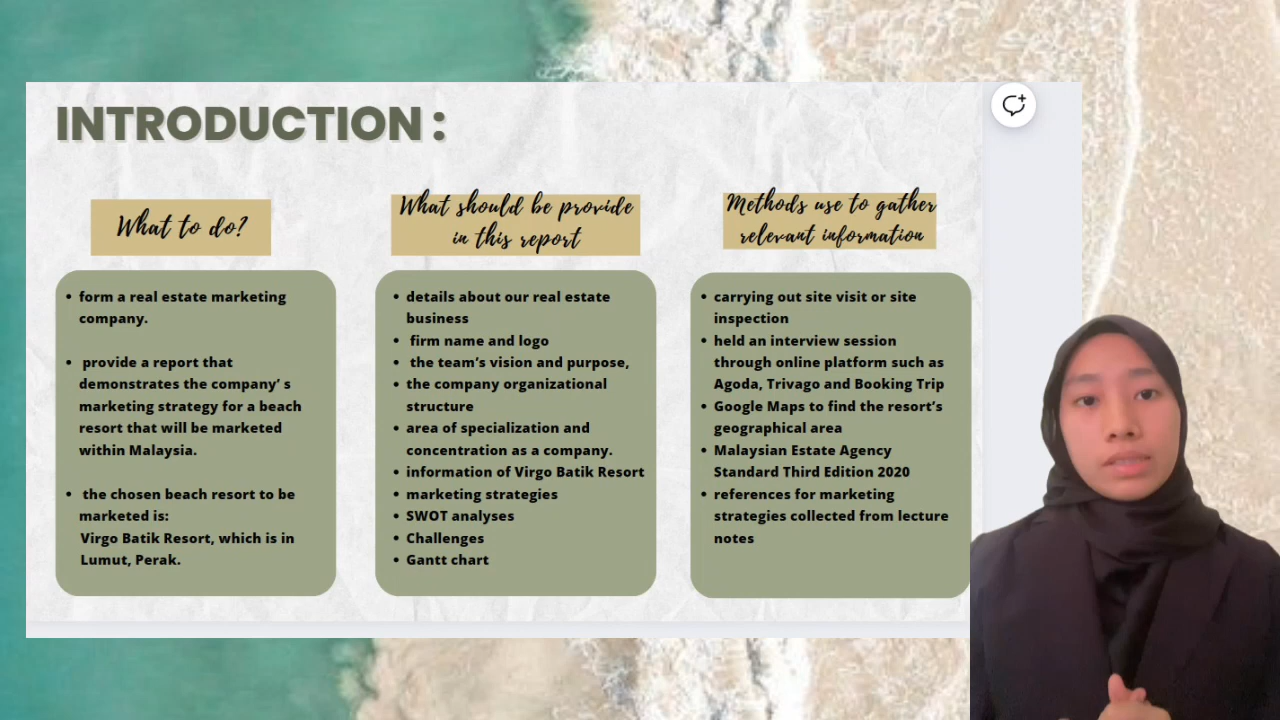 INTRODUCTION :
What to do?
form a real estate marketing
company.
provide a report that
demonstrates the company' s
marketing strategy for a beach
resort that will be marketed
within Malaysia.
the chosen beach resort to be
marketed is:
Virgo Batik Resort, which is in
Lumut, Perak.
What should be provide
in this report
details about our real estate
business
firm name and logo
the team's vision and purpose,
the company organizational
structure
area of specialization and
concentration as a company.
information of Virgo Batik Resort
marketing strategies
SWOT analyses
Challenges
Gantt chart
Methods use to gather
relevant information
carrying out site visit or site
inspection
held an interview session
through online platform such as
Agoda, Trivago and Booking Trip
Google Maps to find the resort's
geographical area
Malaysian Estate Agency
Standard Third Edition 2020
references for marketing
strategies collected from lecture
notes